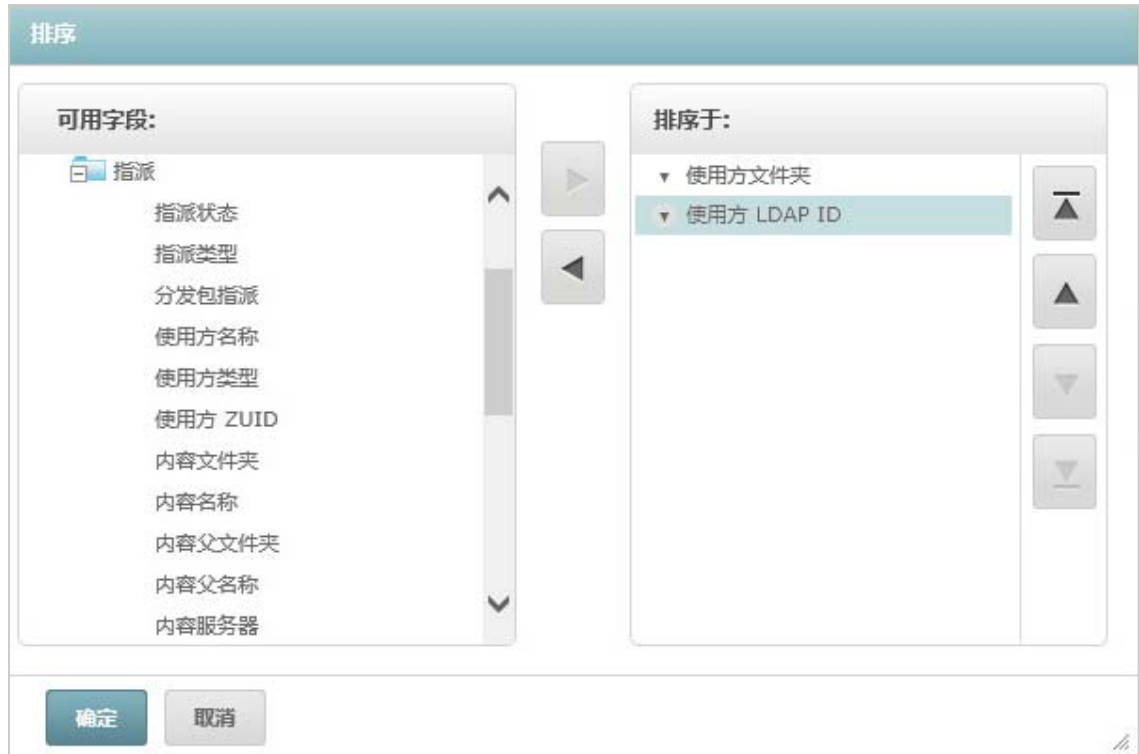 排序
可用字段:
指派
指派状态
指派类型
分发包指派
使用方名称
使用方类型
使用方 ZUID
内容文件夹
内容名称
内容父文件夹
内容父名称
内容服务器
排序于:
使用方文件夹
使用方 LDAP ID
确定
取消